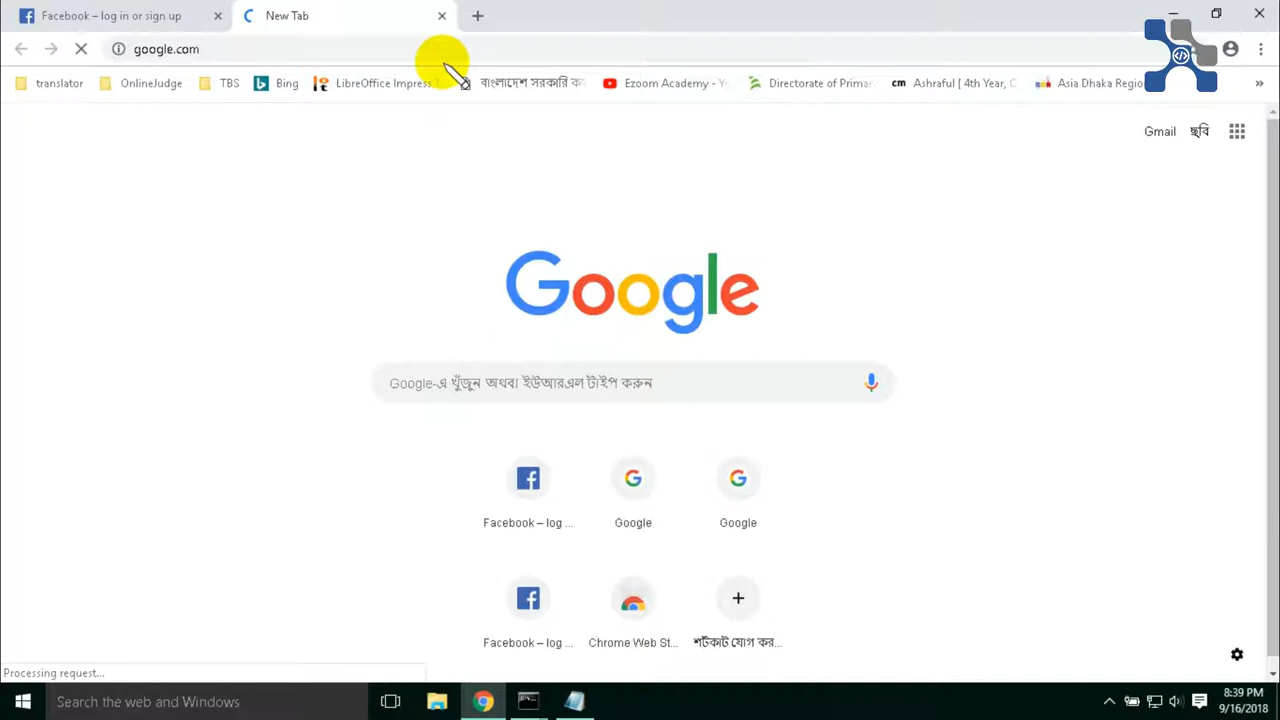 Facebook – log in or sign up
New Tab
google.com
translator
OnlineJudge
TBS
Bing
LibreOffice Impress T
বাংলাদেশ সরকারি ক
Ezoom Academy - Y
Directorate of Primar
Ashraful [ 4th Year, C
Asia Dhaka Regio
Gmail
ছবি
Google
Google-এ খুঁজুন অথবা ইউআরএল টাইপ করুন
Facebook – log ...
Google
Google
Facebook – log ...
Chrome Web St...
শর্টকাট যোগ কর...
Processing request...
Search the web and Windows
8:39 PM
9/16/2018